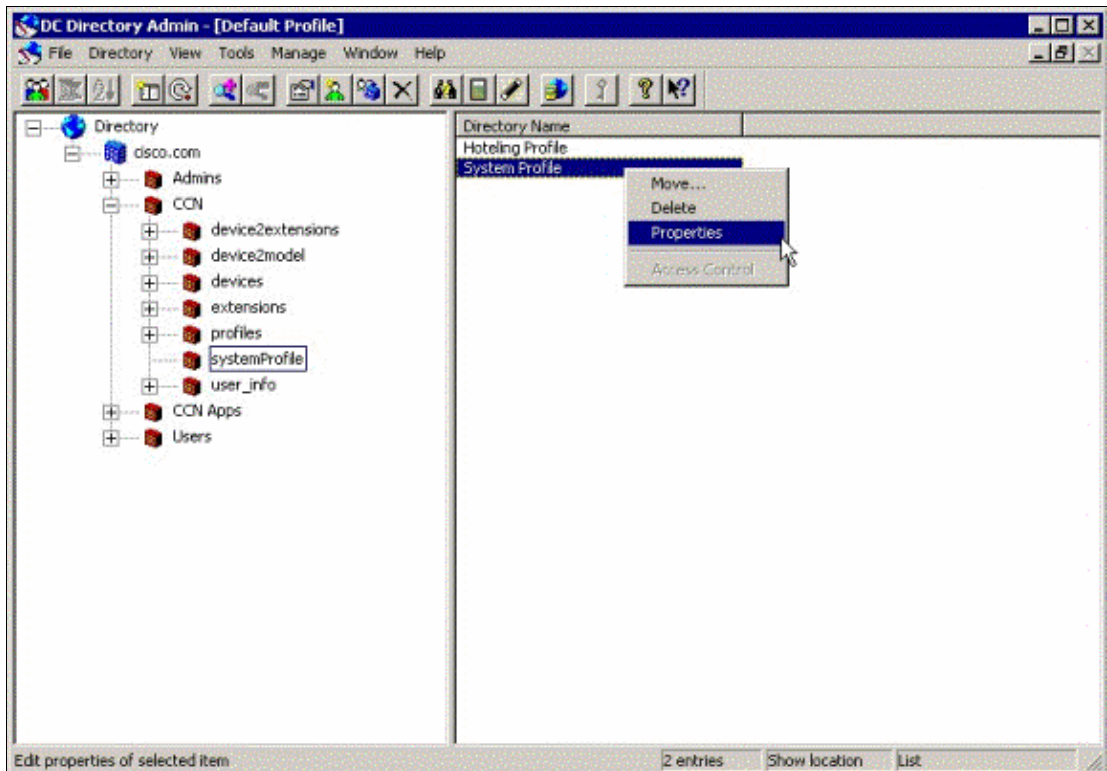 DC Directory Admin - [Default Profile]
File Directory View Tools Manage Window Help
Directory
cisco.com
Admins
CCN
device2extensions
device2model
devices
extensions
profiles
systemProfile
user_info
CCN Apps
Users
Directory Name
Hoteling Profile
System Profile
Move...
Delete
Properties
Access Control
Edit properties of selected item
2 entries
Show location
List